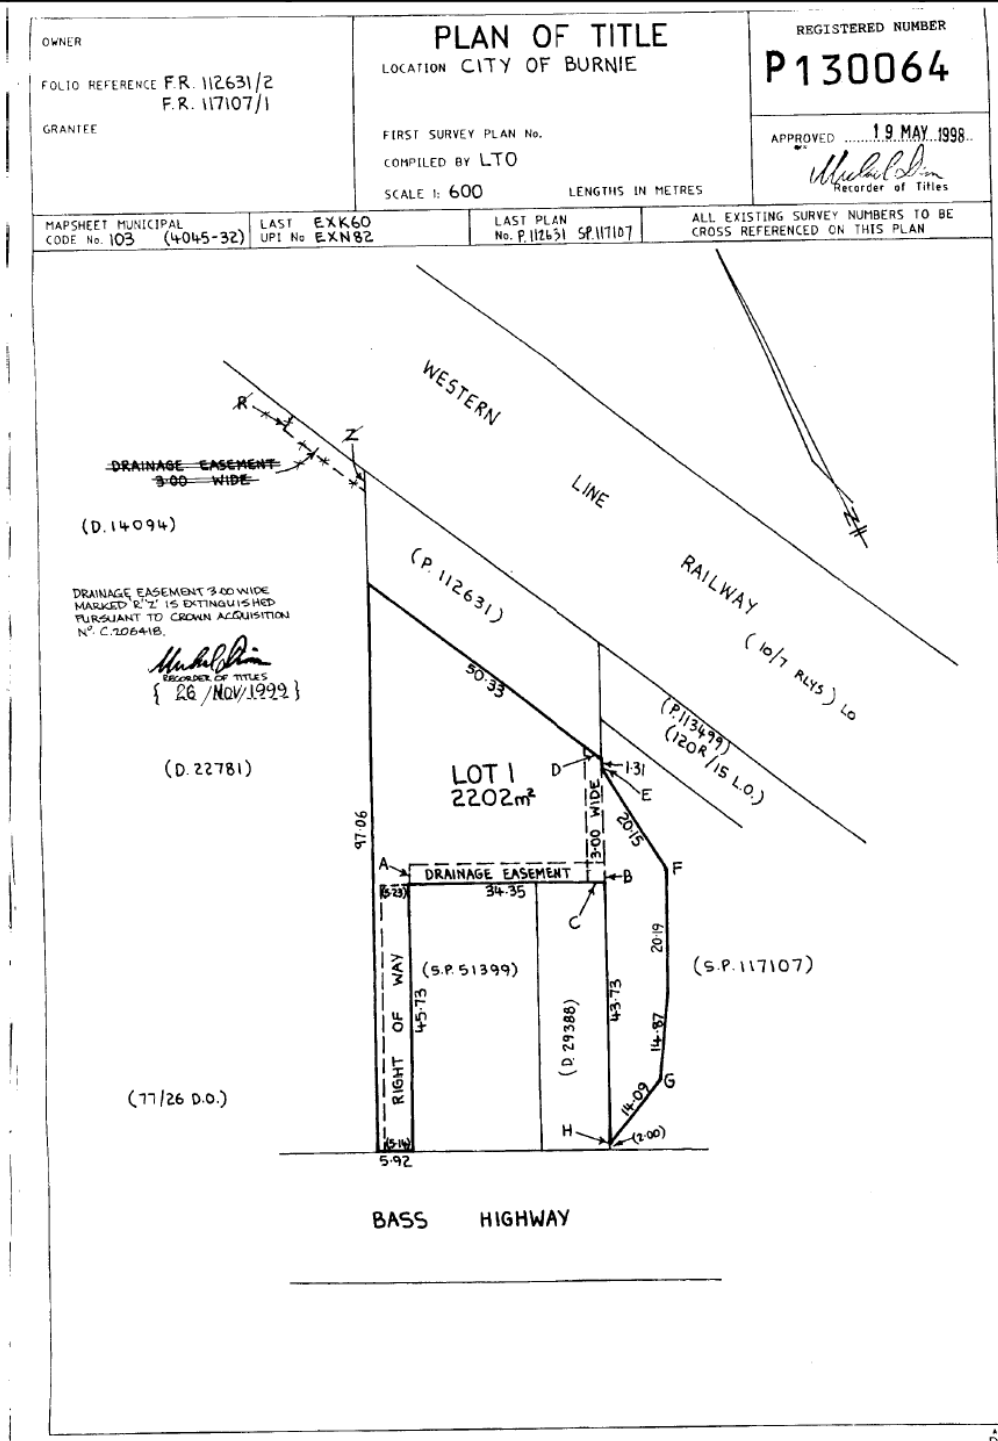 OWNER
FOLIO REFERENCE F.R. 112631/2
F.R. 117107/1
GRANTEE
PLAN OF TITLE
LOCATION CITY OF BURNIE
FIRST SURVEY PLAN No.
COMPILED BY LTO
SCALE 1: 600 LENGTHS IN METRES
REGISTERED NUMBER
P130064
APPROVED 19 MAY 1998
Recorder of Titles
MAPSHEET MUNICIPAL
CODE No. 103 (4045-32)
LAST EXK60
UPI No EXN82
LAST PLAN
No. P.112631 SP.117107
ALL EXISTING SURVEY NUMBERS TO BE
CROSS REFERENCED ON THIS PLAN
WESTERN
LINE
RAILWAY
(10/7 RLYS) LO
R
Z
DRAINAGE EASEMENT
3·00 WIDE
(D.14094)
(P. 112631)
DRAINAGE EASEMENT 3·00 WIDE
MARKED 'R' 'Z' IS EXTINGUISHED
PURSUANT TO CROWN ACQUISITION
No. C.206418.
RECORDER OF TITLES
{ 26 /NOV/1999 }
50·33
(P.113499)
(120R/15 L.O.)
(D.22781)
LOT 1
2202m²
D
1·31
E
3·00 WIDE
20·15
97·06
A
DRAINAGE EASEMENT
B
F
(5·23)
34·35
C
20·19
(S.P. 51399)
(S.P. 117107)
RIGHT OF WAY
45·73
(D. 29388)
43·73
14·87
G
14·09
(77/26 D.O.)
H
(2·00)
(5·14)
5·92
BASS HIGHWAY